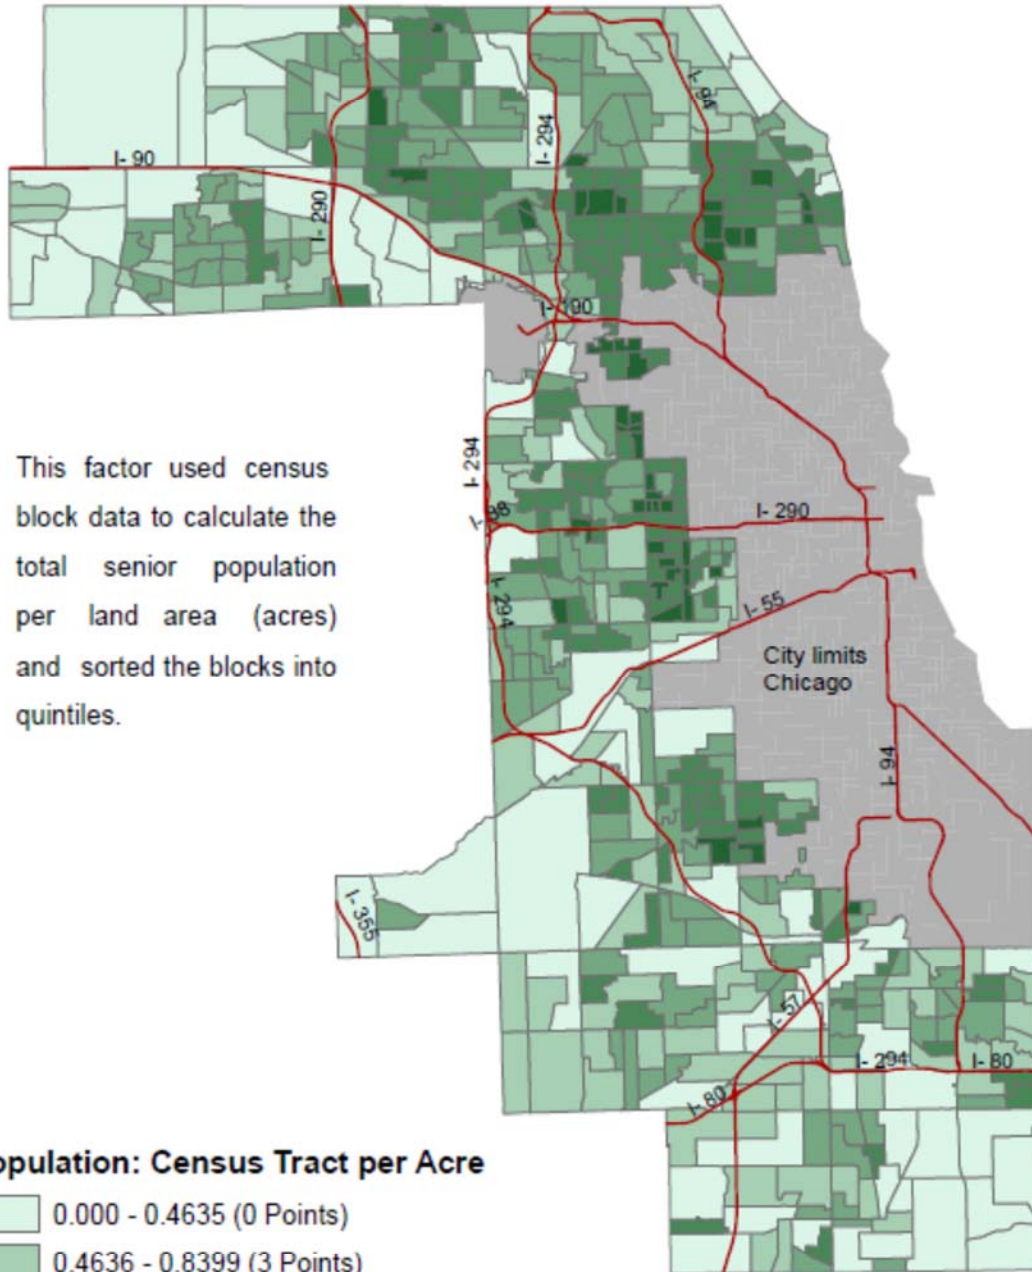 I-94
I-294
I-90
I-290
I-190
This factor used census
block data to calculate the
total senior population
per land area (acres)
and sorted the blocks into
quintiles.
I-294
I-290
I-294
I-55
City limits
Chicago
I-94
I-355
I-57
I-294
I-80
I-80
opulation: Census Tract per Acre
0.000 - 0.4635 (0 Points)
0.4636 - 0.8399 (3 Points)